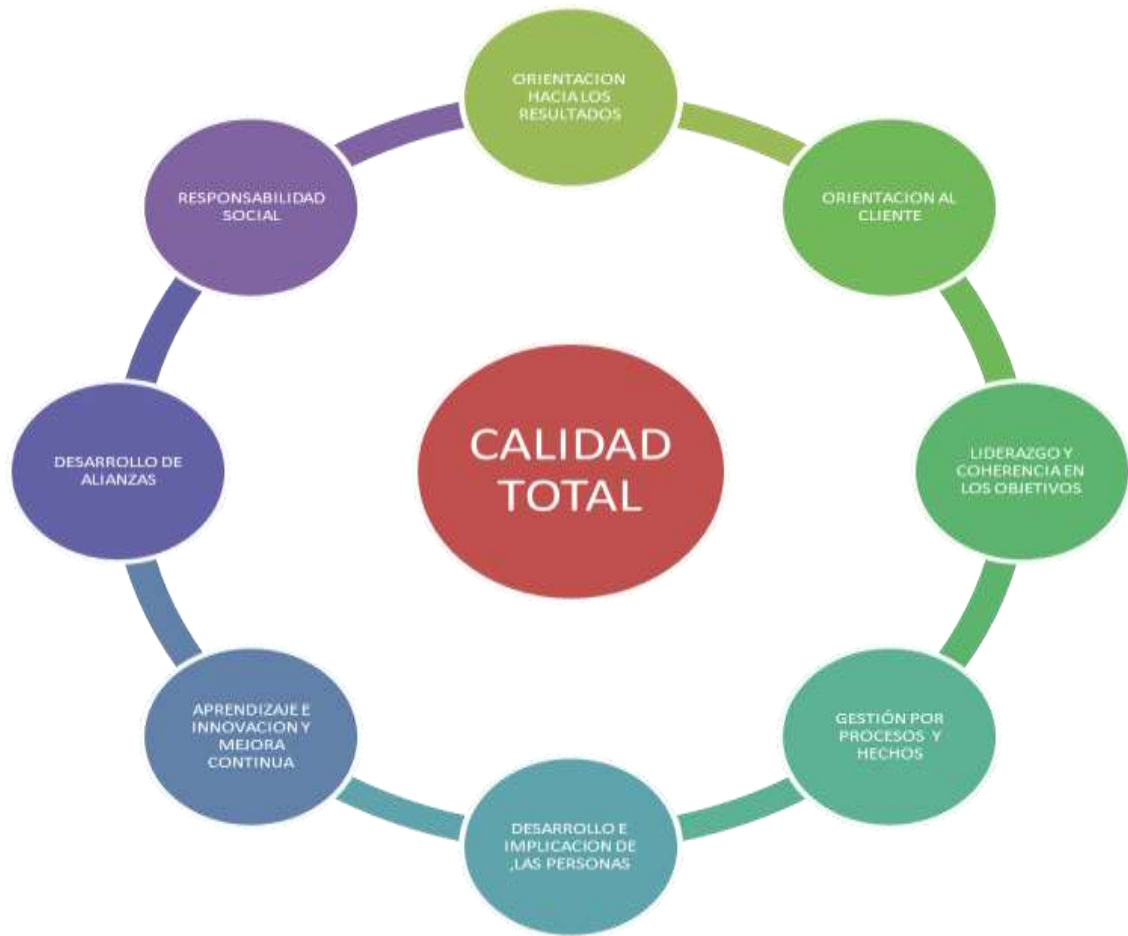 ORIENTACION
HACIA LOS
RESULTADOS
ORIENTACION AL
CLIENTE
LIDERAZGO Y
COHERENCIA EN
LOS OBJETIVOS
GESTIÓN POR
PROCESOS Y
HECHOS
DESARROLLO E
IMPLICACION DE
,LAS PERSONAS
APRENDIZAJE E
INNOVACION Y
MEJORA
CONTINUA
DESARROLLO DE
ALIANZAS
RESPONSABILIDAD
SOCIAL
CALIDAD
TOTAL